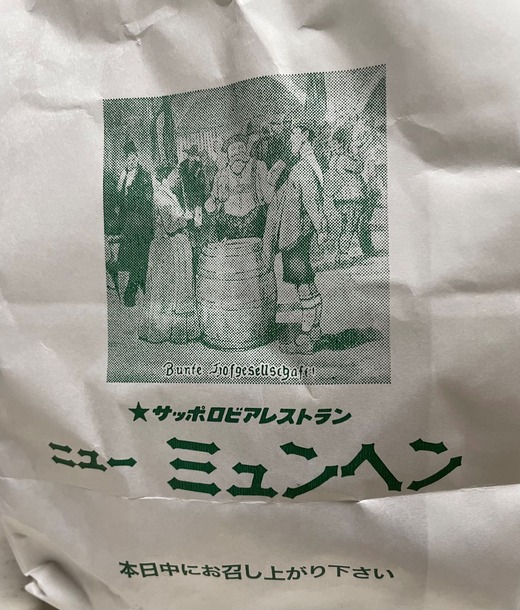 Bunte Hofgesellschaft
★サッポロビアレストラン
ニューミュンヘン
本日中にお召し上がり下さい